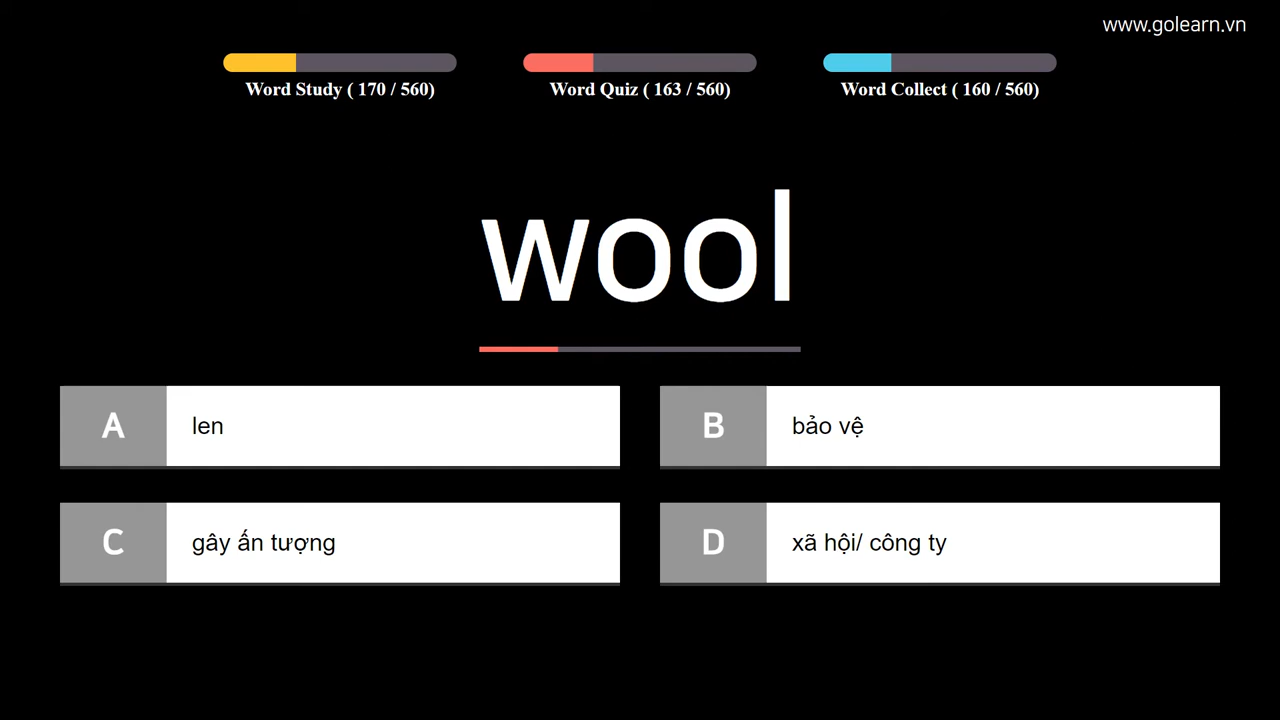 www.golearn.vn
Word Study ( 170 / 560)
Word Quiz ( 163 / 560)
Word Collect ( 160 / 560)
wool
A
len
B
bảo vệ
C
gây ấn tượng
D
xã hội/ công ty